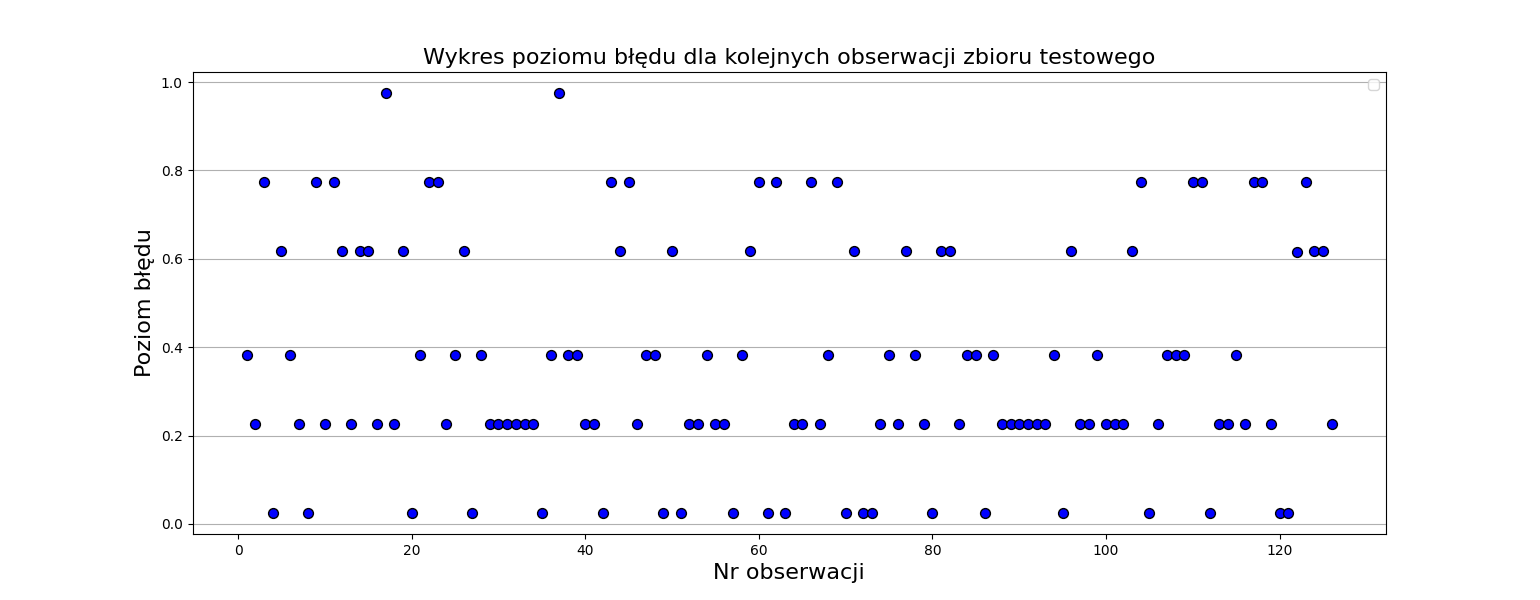 Wykres poziomu błędu dla kolejnych obserwacji zbioru testowego
1.0
0.8
0.6
0.4
0.2
0.0
Poziom błędu
0 20 40 60 80 100 120
Nr obserwacji